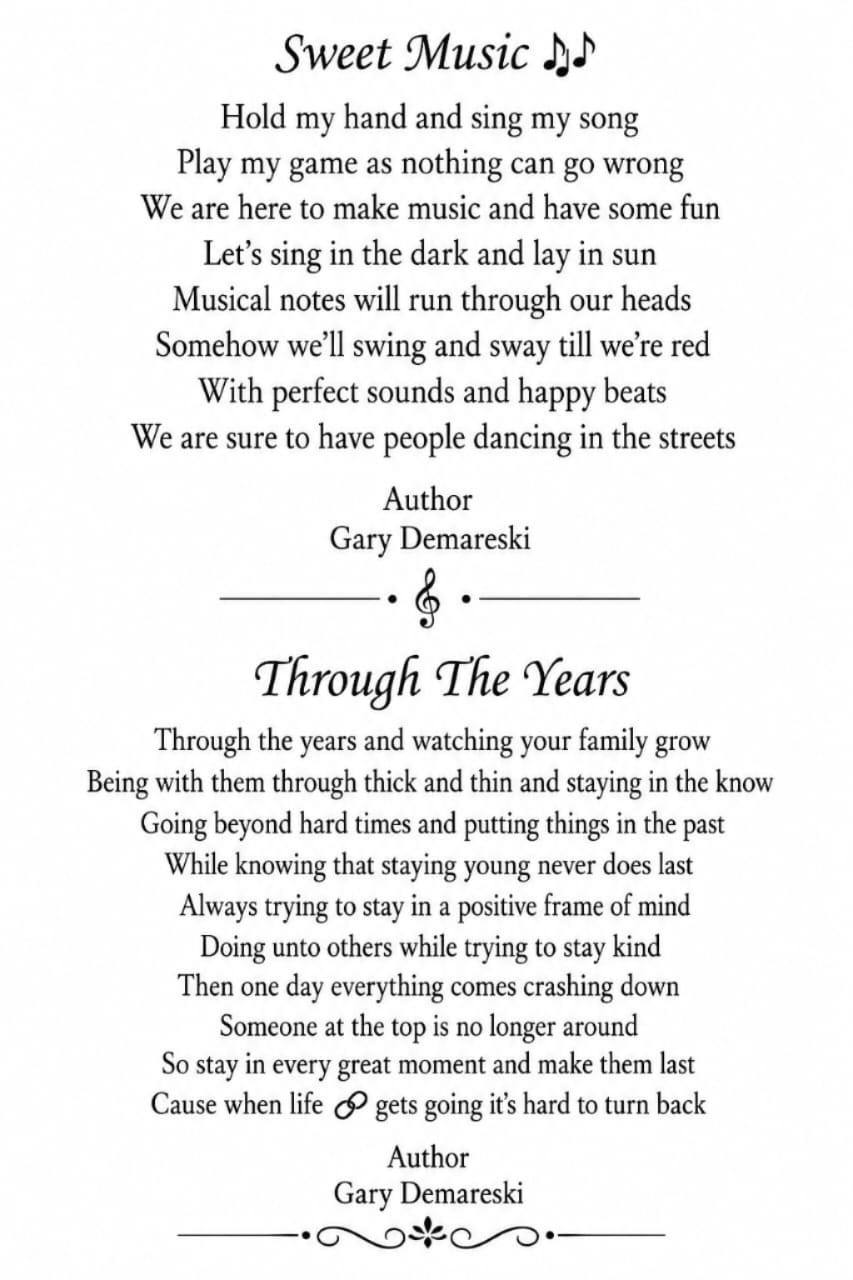 Sweet Music 🎶
Hold my hand and sing my song
Play my game as nothing can go wrong
We are here to make music and have some fun
Let's sing in the dark and lay in sun
Musical notes will run through our heads
Somehow we'll swing and sway till we're red
With perfect sounds and happy beats
We are sure to have people dancing in the streets
Author
Gary Demareski
Through The Years
Through the years and watching your family grow
Being with them through thick and thin and staying in the know
Going beyond hard times and putting things in the past
While knowing that staying young never does last
Always trying to stay in a positive frame of mind
Doing unto others while trying to stay kind
Then one day everything comes crashing down
Someone at the top is no longer around
So stay in every great moment and make them last
Cause when life 🔗 gets going it's hard to turn back
Author
Gary Demareski